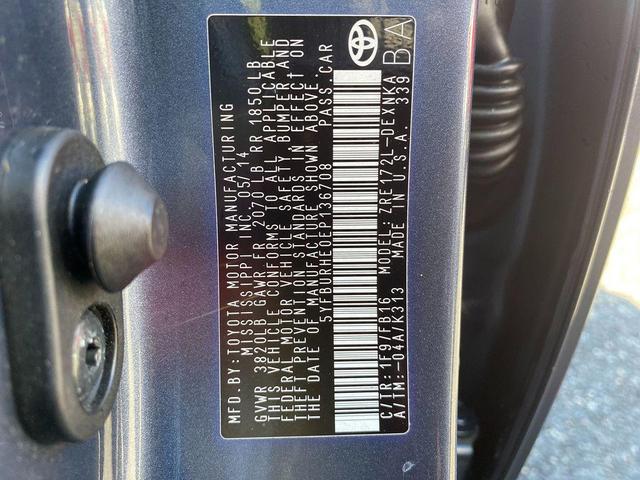 MFD.BY:TOYOTA MOTOR MANUFACTURING
MISSISSIPPI INC. 05/14
GVWR 3820LB GAWR FR 2070 LB RR 1850 LB
THIS VEHICLE CONFORMS TO ALL APPLICABLE
FEDERAL MOTOR VEHICLE SAFETY BUMPER AND
THEFT PREVENTION STANDARDS IN EFFECT ON
THE DATE OF MANUFACTURE SHOWN ABOVE.
5YFBURHE0EP136708 PASS.CAR
C/TR:1F9/FB16 MODEL:ZRE172L-DEXNKA
A/TM:-04A/K313 MADE IN U.S.A. 339
BA